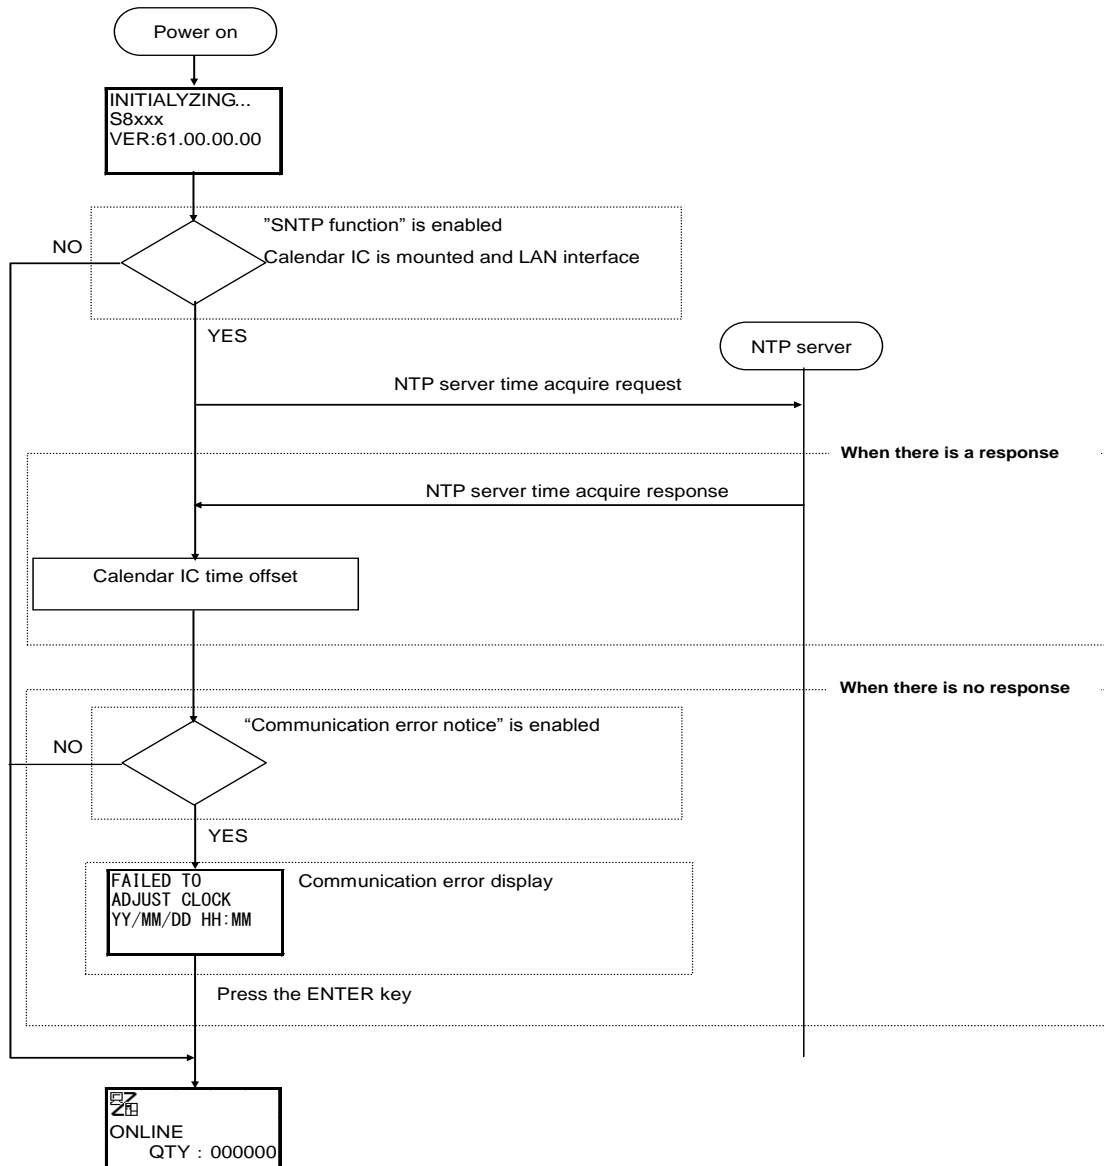 Power on
INITIALYZING...
S8xxx
VER:61.00.00.00
”SNTP function” is enabled
NO
Calendar IC is mounted and LAN interface
YES
NTP server
NTP server time acquire request
When there is a response
NTP server time acquire response
Calendar IC time offset
When there is no response
“Communication error notice” is enabled
NO
YES
FAILED TO
Communication error display
ADJUST CLOCK
YY/MM/DD HH:MM
Press the ENTER key
ONLINE
QTY : 000000